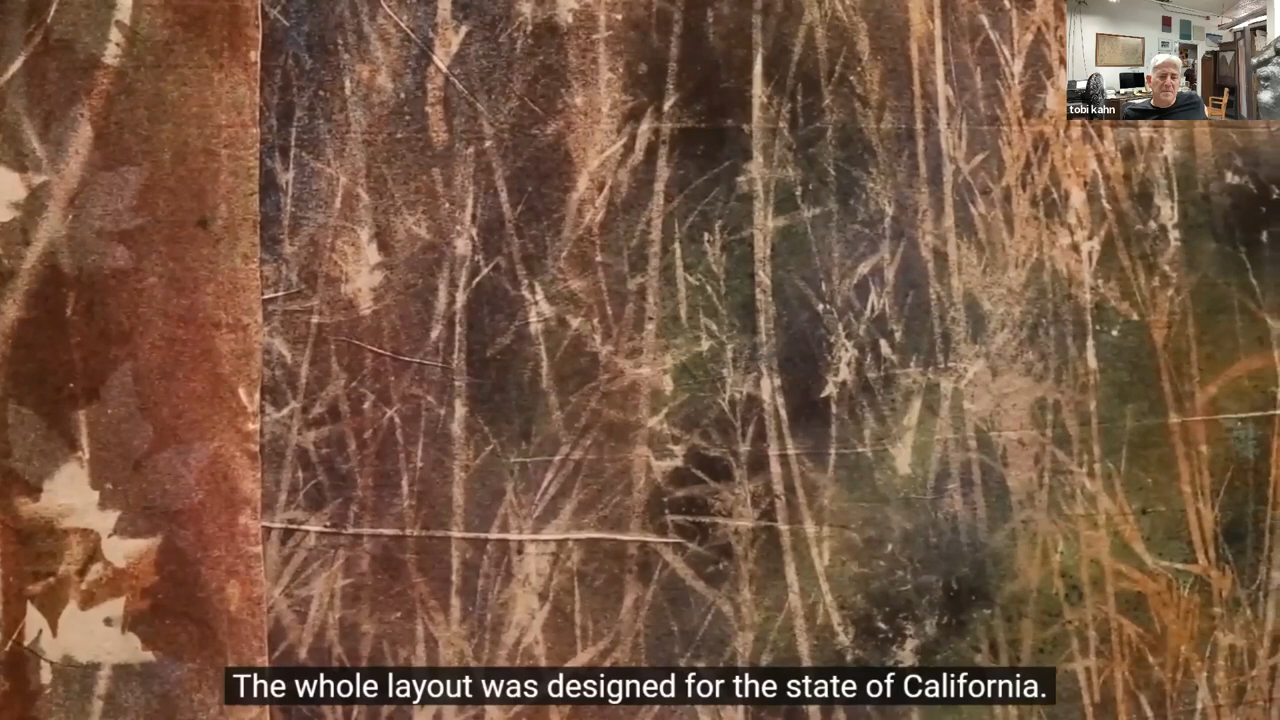 tobi kahn
The whole layout was designed for the state of California.